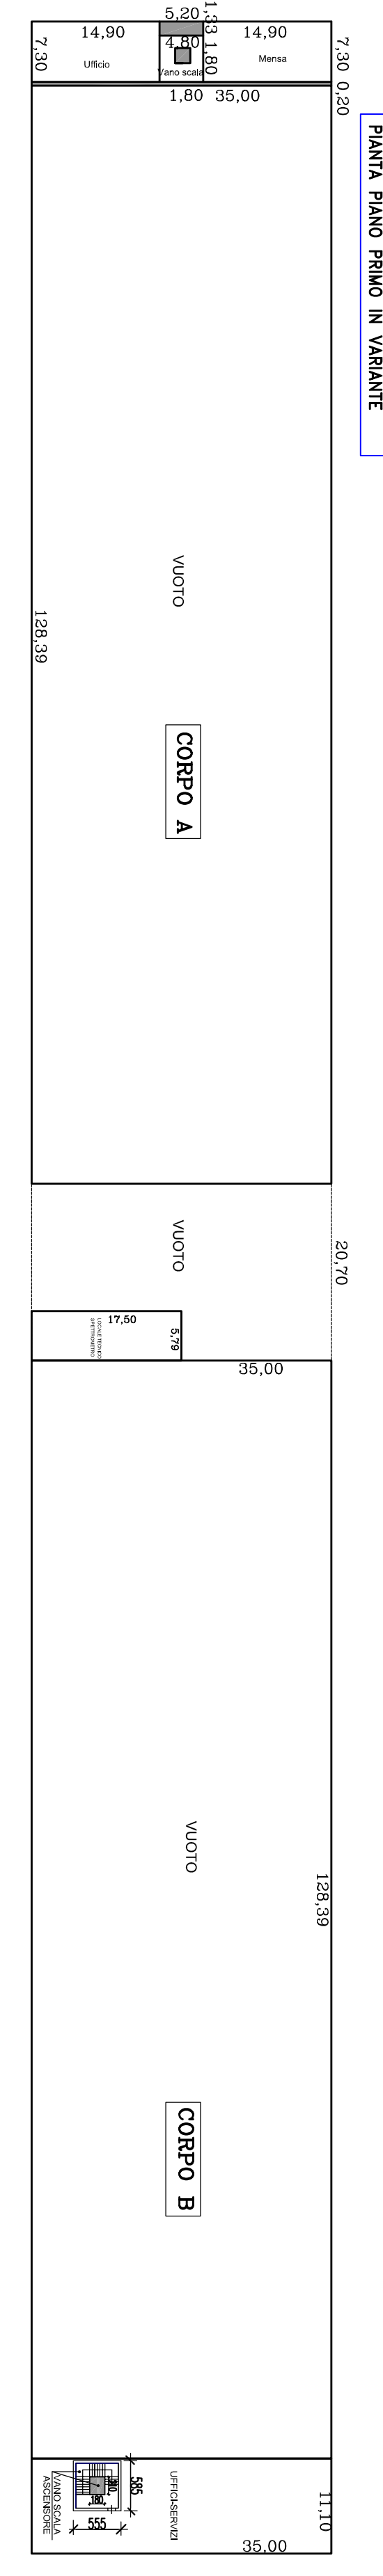 5,20
1,33
14,90
4,80
1,80
14,90
7,30
7,30
0,20
Ufficio
Vano scala
Mensa
1,80
35,00
PIANTA PIANO PRIMO IN VARIANTE
VUOTO
128,39
CORPO A
VUOTO
20,70
17,50
5,79
LOCALE TECNICO
SPETTROMETRO
35,00
VUOTO
128,39
CORPO B
585
180
555
VANO SCALA
ASCENSORE
UFFICI-SERVIZI
11,10
35,00